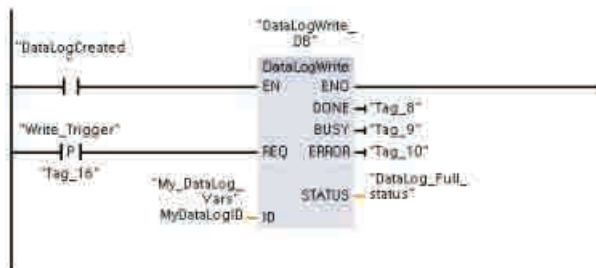 "DataLogWrite_
DB"
"DataLogCreated
"
DataLogWrite
EN ENO
DONE "Tag_8"
BUSY "Tag_9"
"Write_Trigger"
P
REQ ERROR "Tag_10"
"Tag_16"
"My_DataLog_
Vars"
MyDataLogID ID
STATUS "DataLog_Full_
status"